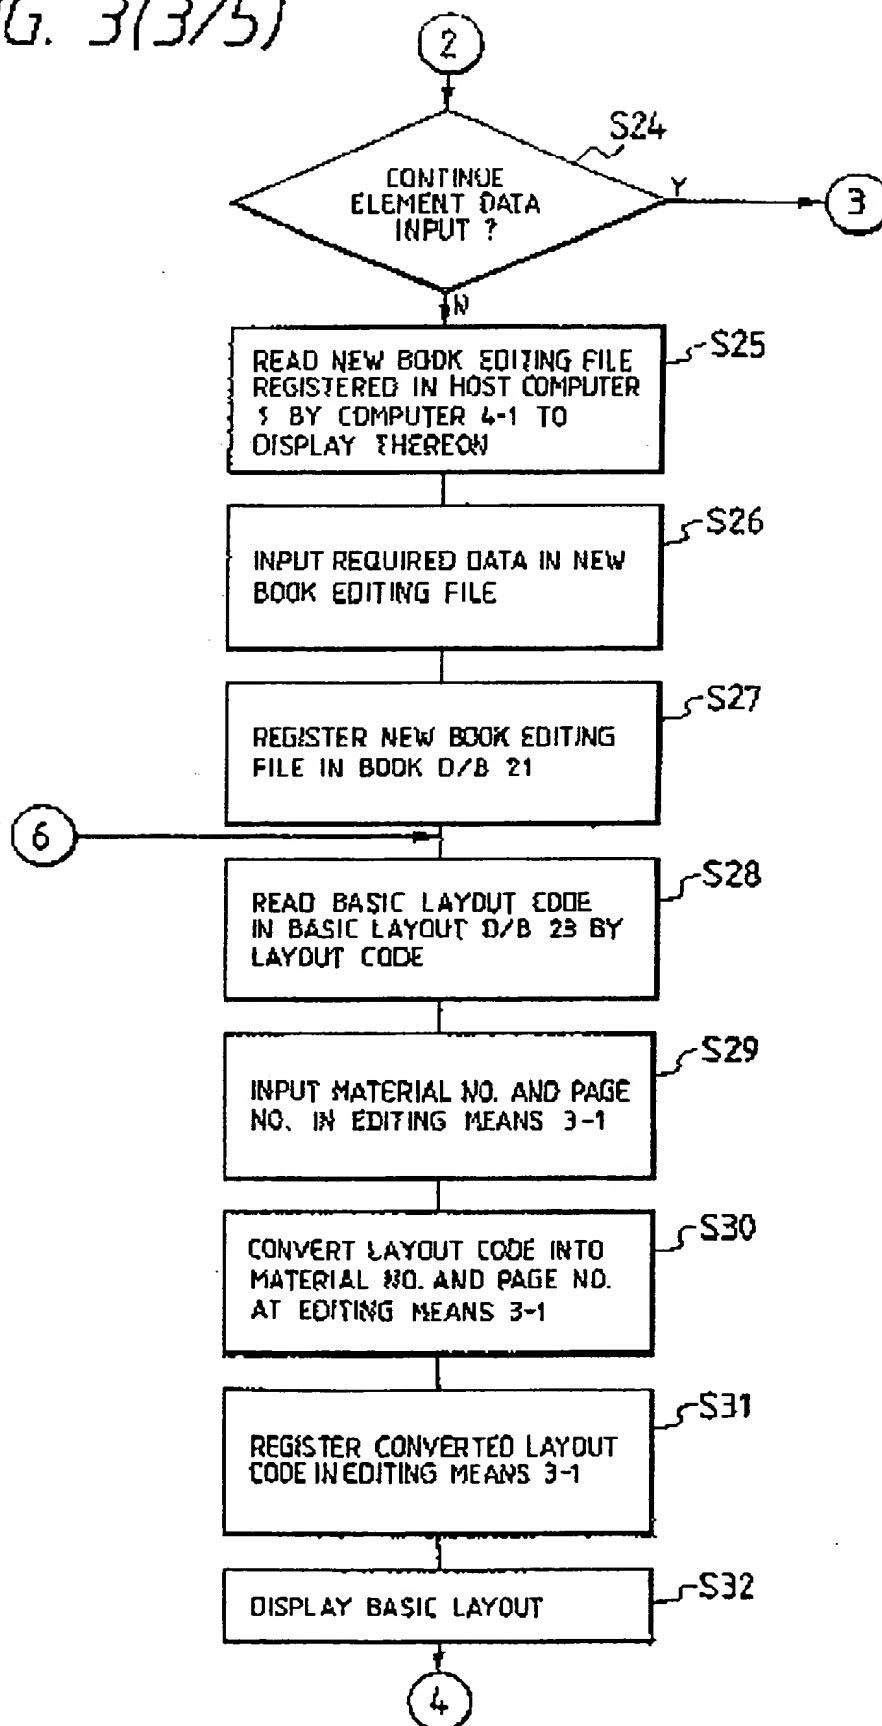 G. 3(3/5)
2
S24
CONTINUE
ELEMENT DATA
INPUT ?
Y
3
N
S25
READ NEW BOOK EDITING FILE
REGISTERED IN HOST COMPUTER
BY COMPUTER 4-1 TO
DISPLAY THEREON
S26
INPUT REQUIRED DATA IN NEW
BOOK EDITING FILE
S27
REGISTER NEW BOOK EDITING
FILE IN BOOK D/B 21
6
S28
READ BASIC LAYOUT CODE
IN BASIC LAYOUT D/B 23 BY
LAYOUT CODE
S29
INPUT MATERIAL NO. AND PAGE
NO. IN EDITING MEANS 3-1
S30
CONVERT LAYOUT CODE INTO
MATERIAL NO. AND PAGE NO.
AT EDITING MEANS 3-1
S31
REGISTER CONVERTED LAYOUT
CODE IN EDITING MEANS 3-1
S32
DISPLAY BASIC LAYOUT
4